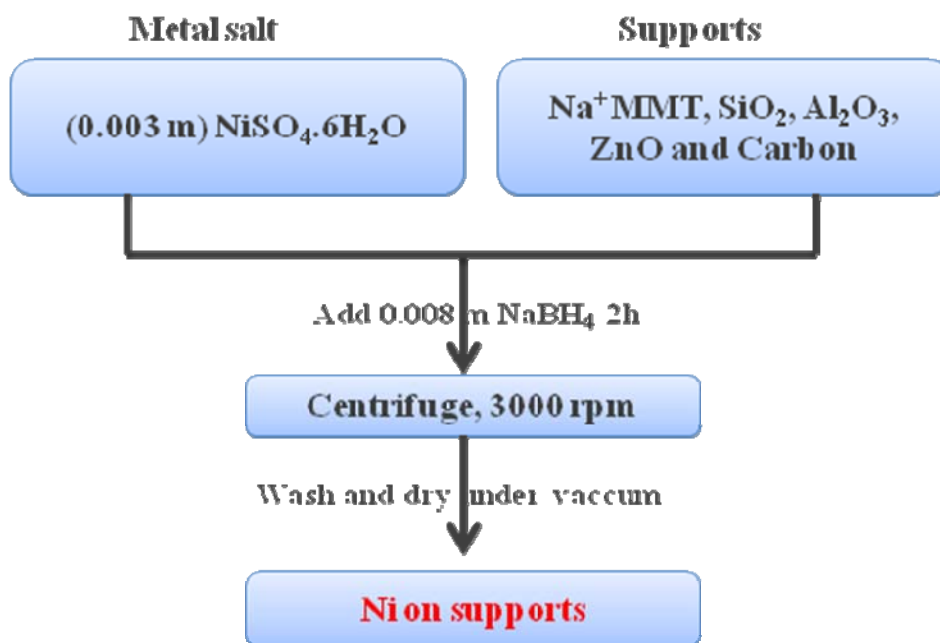 Metal salt
Supports
(0.003 m) NiSO₄.6H₂O
Na⁺MMT, SiO₂, Al₂O₃,
ZnO and Carbon
Add 0.008 m NaBH₄ 2h
Centrifuge, 3000 rpm
Wash and dry under vaccum
Ni on supports